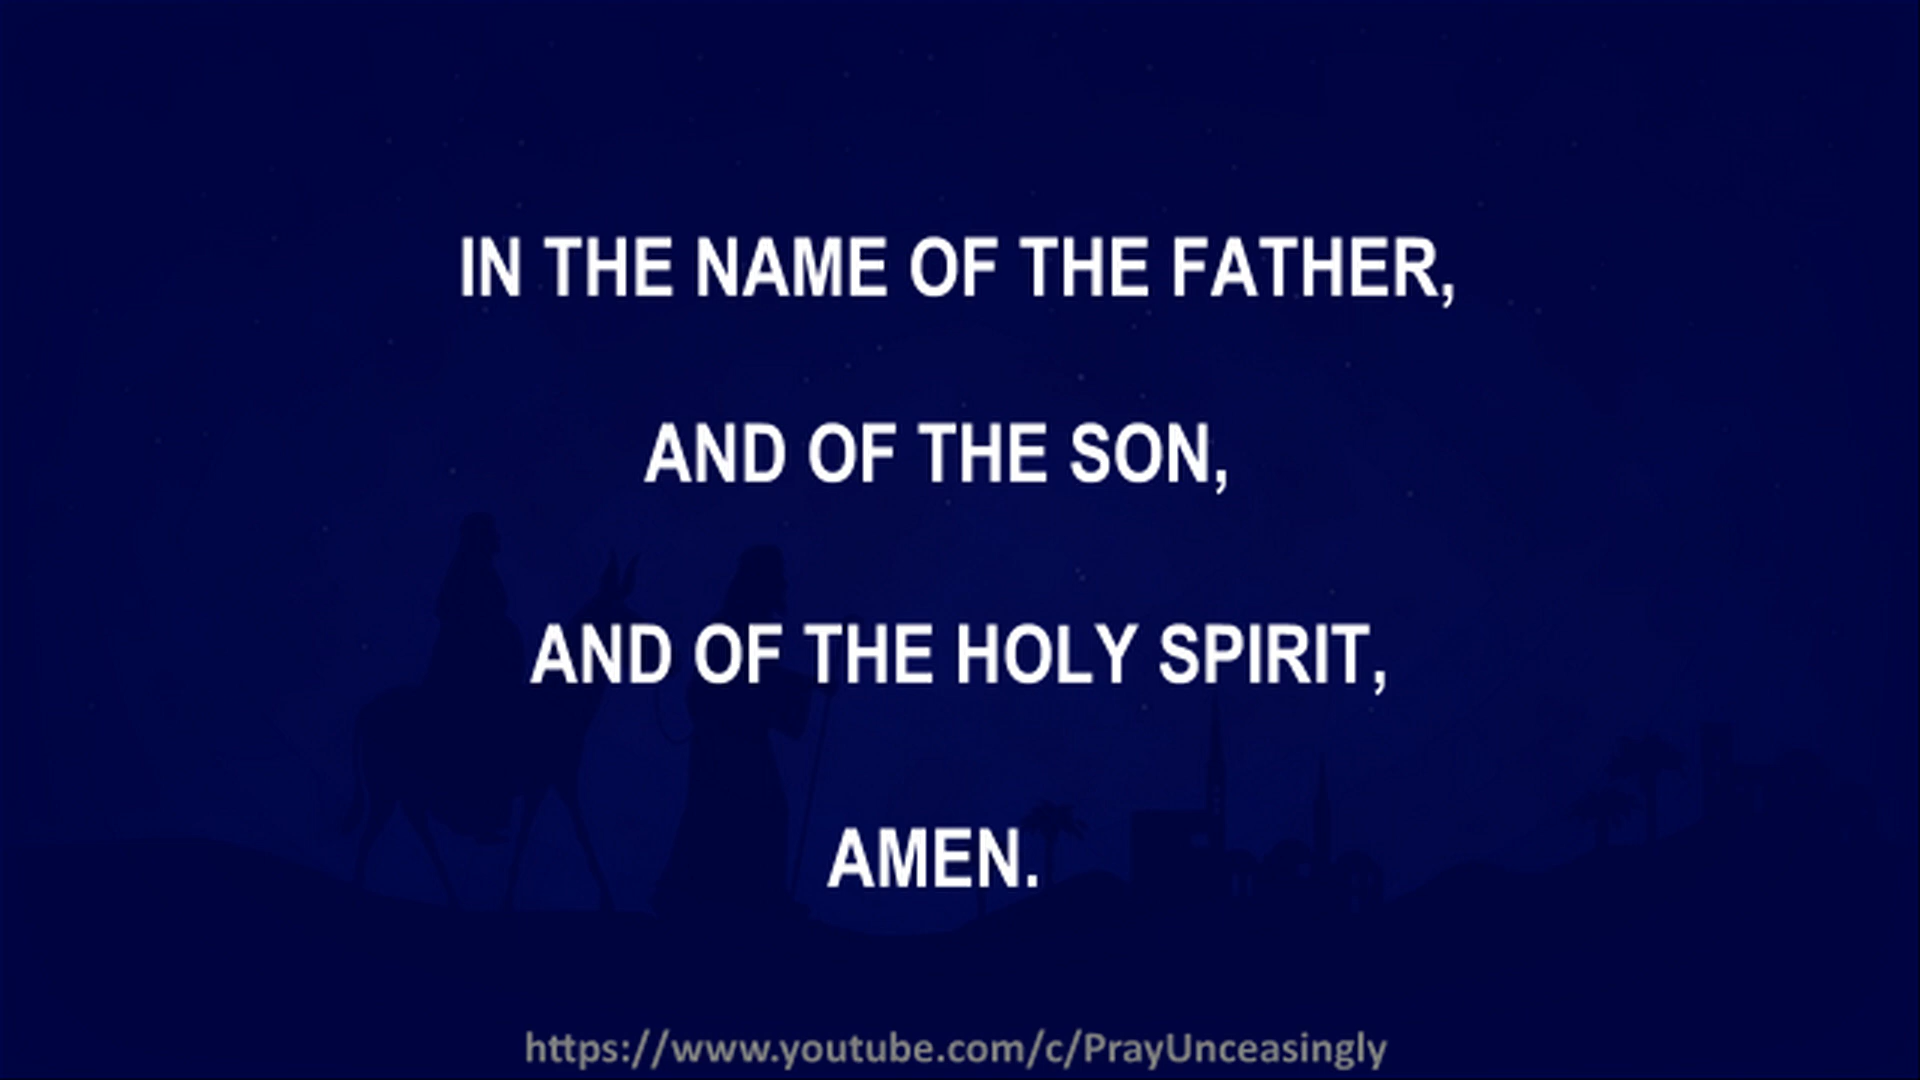 IN THE NAME OF THE FATHER,
AND OF THE SON,
AND OF THE HOLY SPIRIT,
AMEN.
https://www.youtube.com/c/PrayUnceasingly